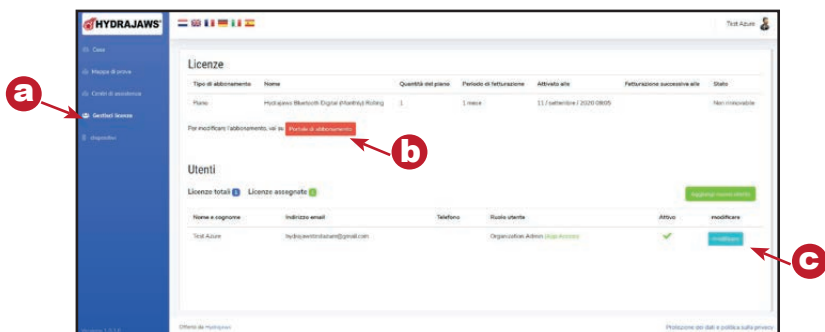 HYDRAJAWS
Test Azure
Casa
Mappa di prova
Centri di assistenza
Gestisci licenze
dispositivo
a
Licenze
Tipo di abbonamento Nome Quantità del piano Periodo di fatturazione Attivato alle Fatturazione successiva alle Stato
Piano Hydrajaws Bluetooth Digital (Monthly) Rolling 1 1 mese 11 / settembre / 2020 08:05 Non rinnovabile
Per modificare l'abbonamento, vai su Portale di abbonamento
b
Utenti
Licenze totali 1 Licenze assegnate 1
Aggiungi nuovo utente
Nome e cognome Indirizzo email Telefono Ruolo utente Attivo modificare
Test Azure Organization Admin modificare
c
Offerto da Hydrajaws
Protezione dei dati e politica sulla privacy